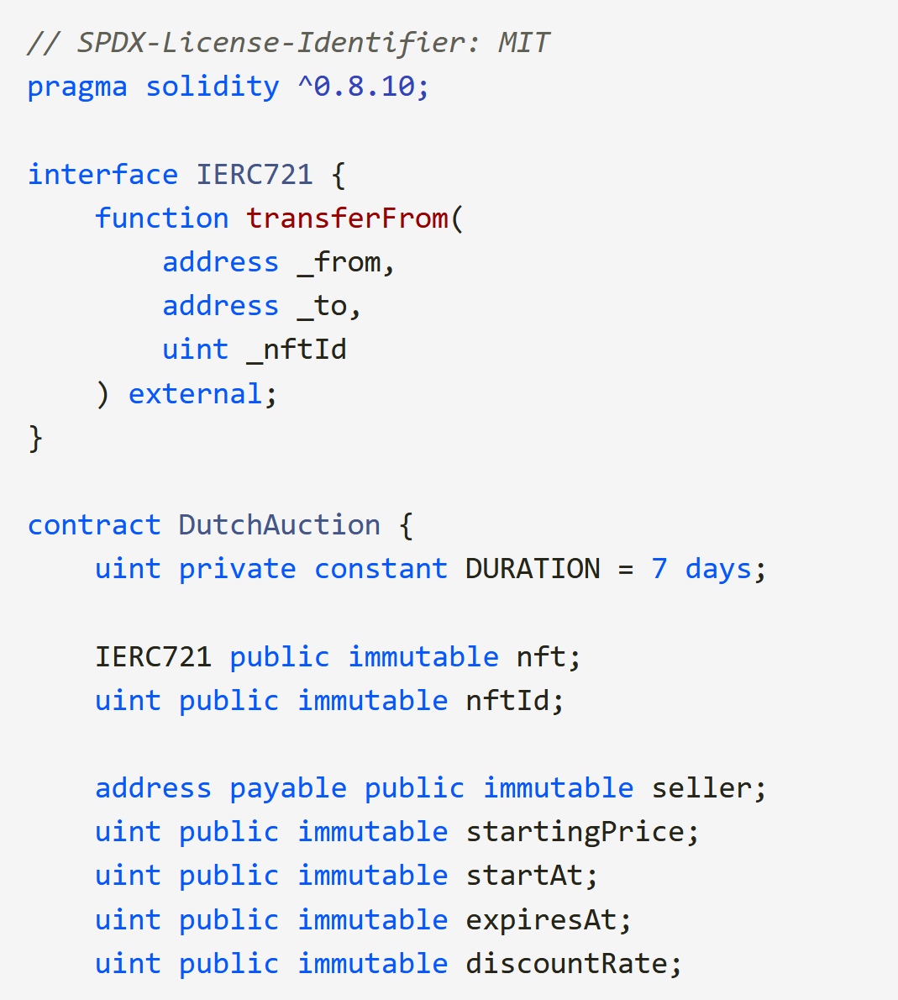 // SPDX-License-Identifier: MIT
pragma solidity ^0.8.10;
interface IERC721 {
function transferFrom(
address _from,
address _to,
uint _nftId
) external;
}
contract DutchAuction {
uint private constant DURATION = 7 days;
IERC721 public immutable nft;
uint public immutable nftId;
address payable public immutable seller;
uint public immutable startingPrice;
uint public immutable startAt;
uint public immutable expiresAt;
uint public immutable discountRate;